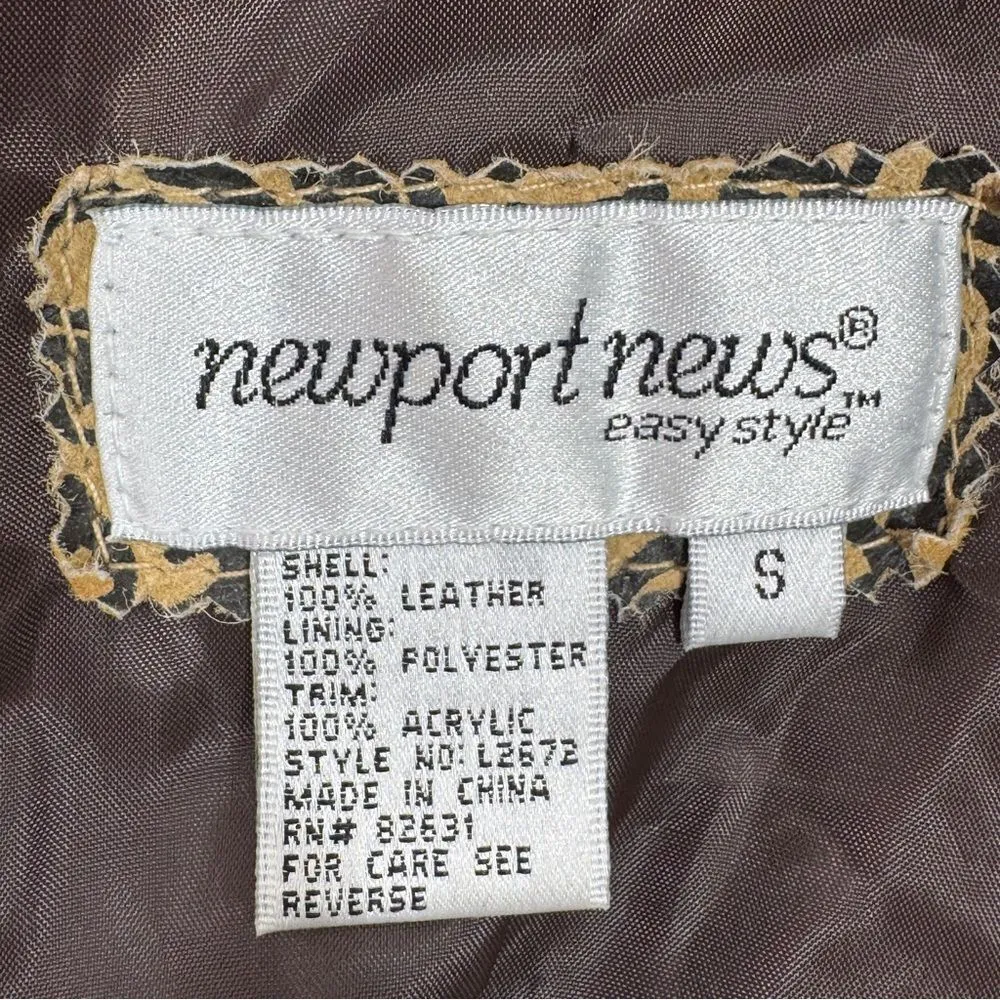 newport news®
easy style™
S
SHELL:
100% LEATHER
LINING:
100% POLYESTER
TRIM:
100% ACRYLIC
STYLE NO: L2672
MADE IN CHINA
RN# 82631
FOR CARE SEE
REVERSE